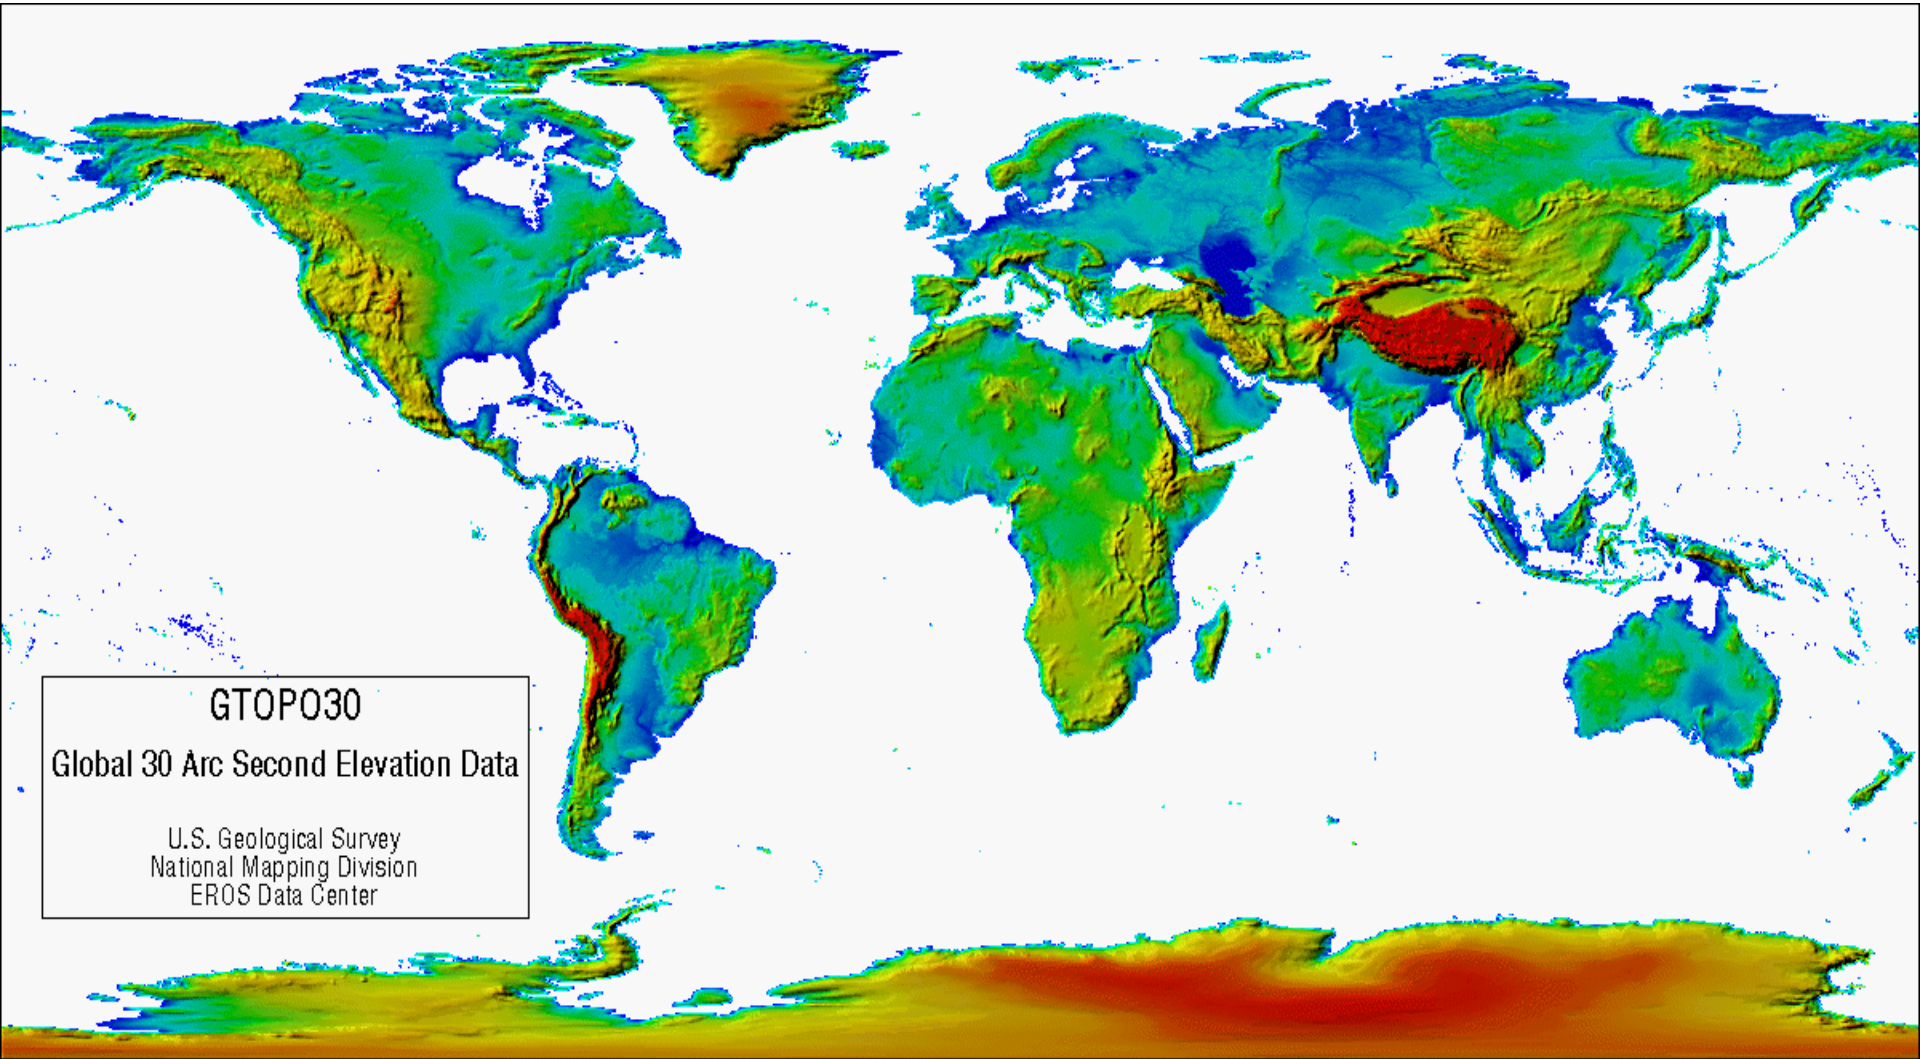 GTOPO30
Global 30 Arc Second Elevation Data
U.S. Geological Survey
National Mapping Division
EROS Data Center